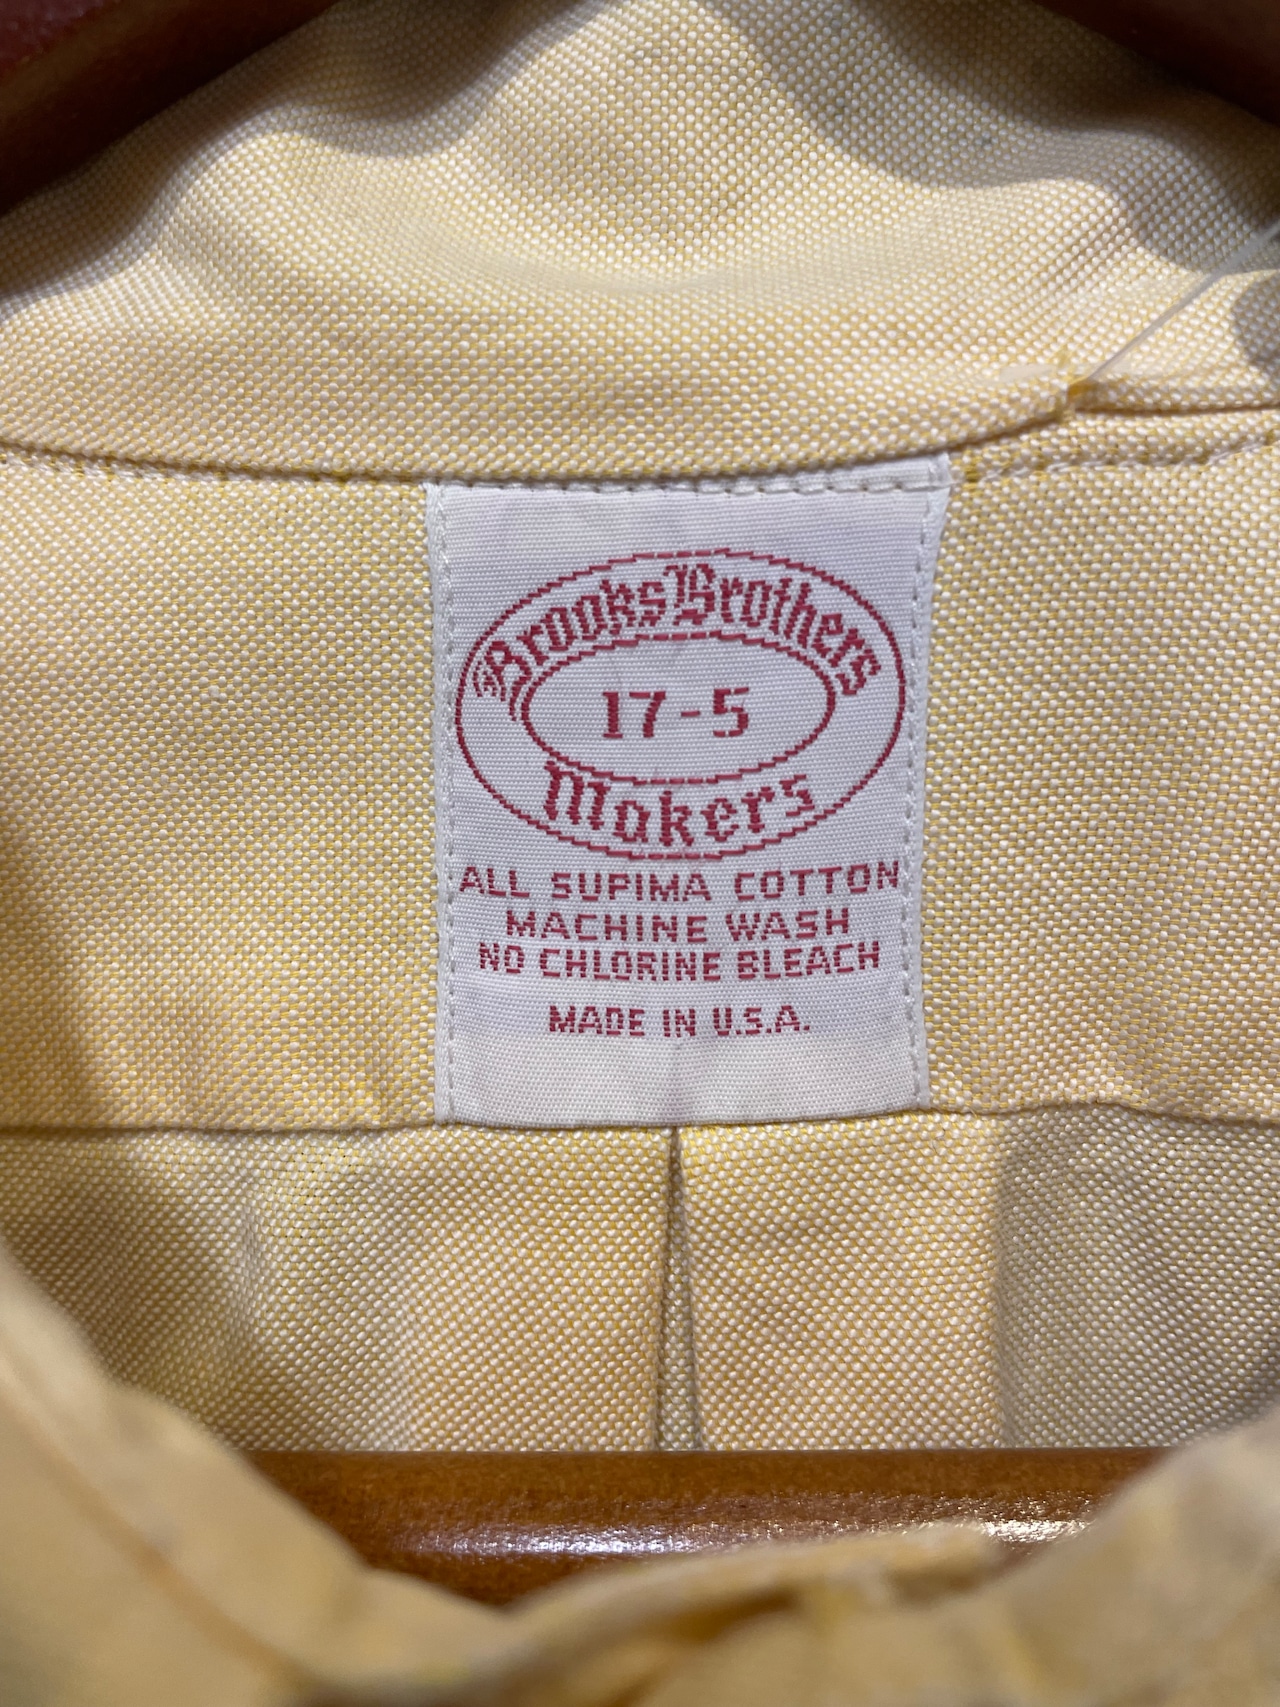 Brooks Brothers
17-5
Makers
ALL SUPIMA COTTON
MACHINE WASH
NO CHLORINE BLEACH
MADE IN U.S.A.